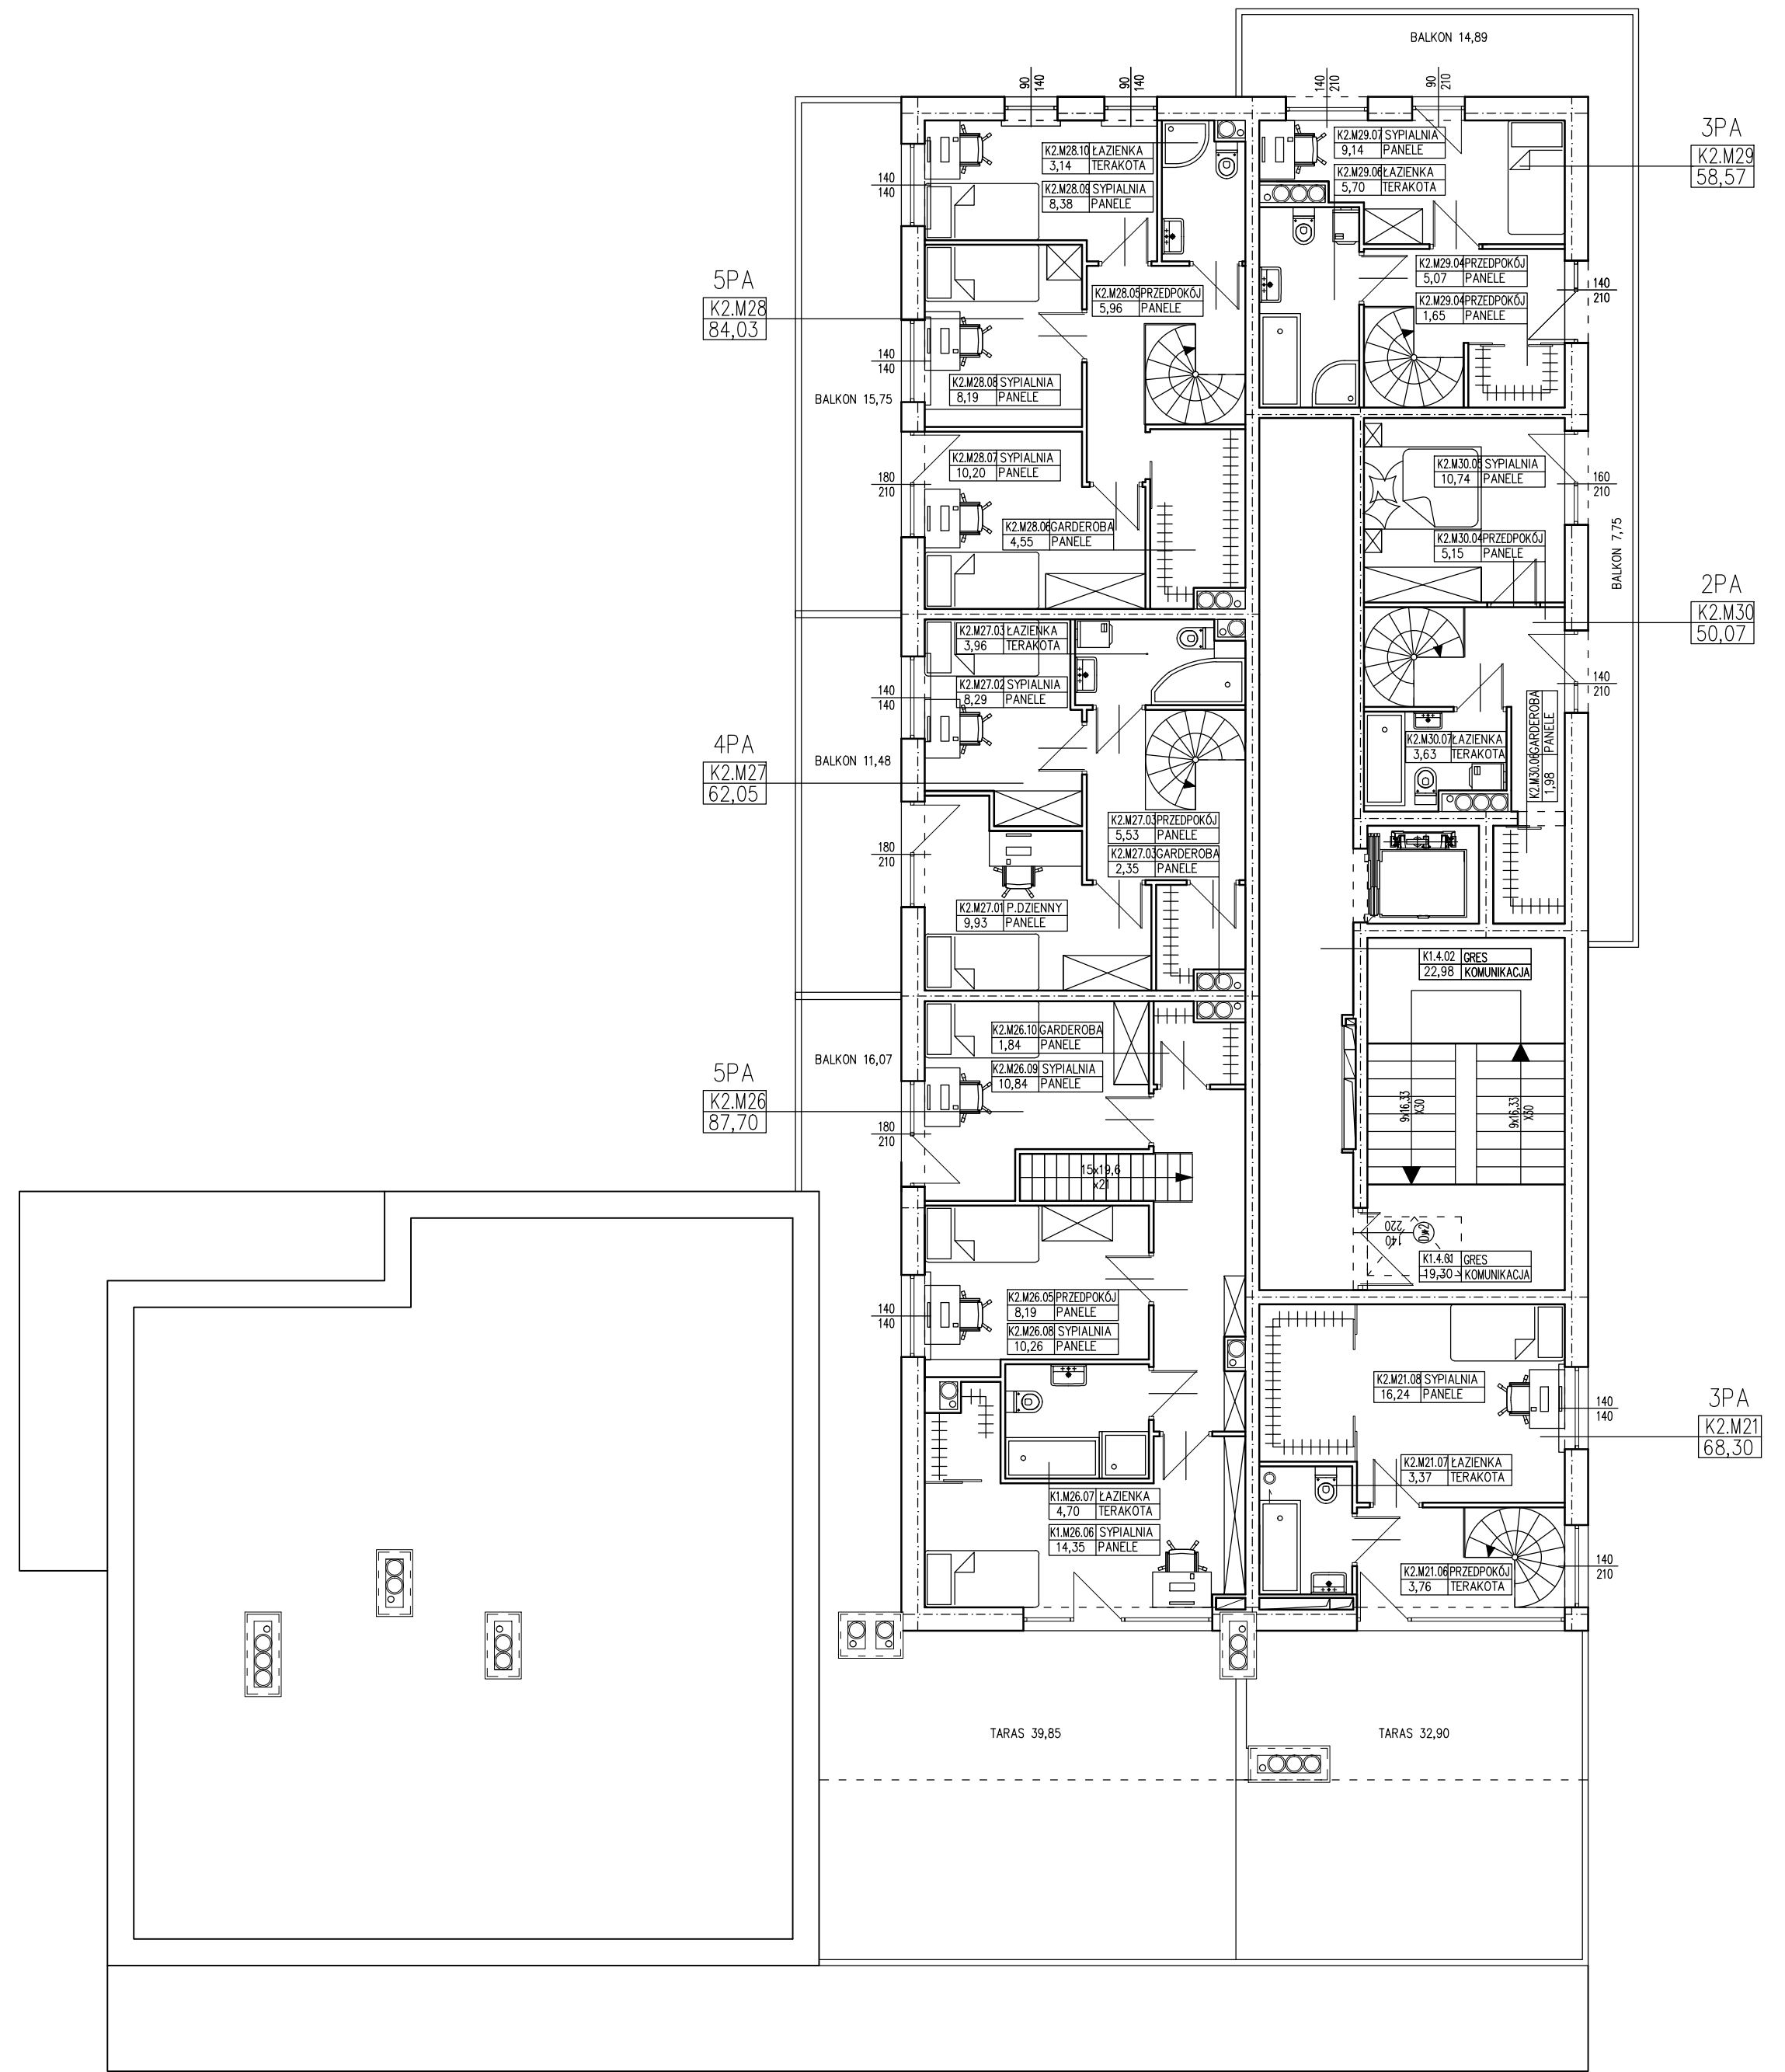 BALKON 14,89
90
140
90
140
140
210
90
210
3PA
K2.M29
58,57
K2.M28.10 ŁAZIENKA
3,14 TERAKOTA
K2.M28.09 SYPIALNIA
8,38 PANELE
K2.M29.07 SYPIALNIA
9,14 PANELE
K2.M29.06 ŁAZIENKA
5,70 TERAKOTA
140
140
5PA
K2.M28
84,03
K2.M28.05 PRZEDPOKÓJ
5,96 PANELE
K2.M29.04 PRZEDPOKÓJ
5,07 PANELE
K2.M29.04 PRZEDPOKÓJ
1,65 PANELE
140
210
140
140
K2.M28.08 SYPIALNIA
8,19 PANELE
BALKON 15,75
K2.M28.07 SYPIALNIA
10,20 PANELE
180
210
K2.M28.06 GARDEROBA
4,55 PANELE
K2.M30.05 SYPIALNIA
10,74 PANELE
160
210
K2.M30.04 PRZEDPOKÓJ
5,15 PANELE
BALKON 7,75
2PA
K2.M30
50,07
K2.M27.03 ŁAZIENKA
3,96 TERAKOTA
K2.M27.02 SYPIALNIA
8,29 PANELE
140
140
140
210
K2.M30.07 ŁAZIENKA
3,63 TERAKOTA
K2.M30.06 GARDEROBA
1,98 PANELE
4PA
K2.M27
62,05
BALKON 11,48
K2.M27.03 PRZEDPOKÓJ
5,53 PANELE
K2.M27.03 GARDEROBA
2,35 PANELE
180
210
K2.M27.01 P.DZIENNY
9,93 PANELE
K1.4.02 GRES
22,98 KOMUNIKACJA
K2.M26.10 GARDEROBA
1,84 PANELE
K2.M26.09 SYPIALNIA
10,84 PANELE
BALKON 16,07
5PA
K2.M26
87,70
180
210
9x16,33
X30
9x16,33
X30
15x19,6
x21
140
220
Dw2
K1.4.01 GRES
19,30 KOMUNIKACJA
K2.M26.05 PRZEDPOKÓJ
8,19 PANELE
K2.M26.08 SYPIALNIA
10,26 PANELE
140
140
K2.M21.08 SYPIALNIA
16,24 PANELE
140
140
3PA
K2.M21
68,30
K2.M21.07 ŁAZIENKA
3,37 TERAKOTA
K1.M26.07 ŁAZIENKA
4,70 TERAKOTA
K1.M26.06 SYPIALNIA
14,35 PANELE
K2.M21.06 PRZEDPOKÓJ
3,76 TERAKOTA
140
210
TARAS 39,85
TARAS 32,90